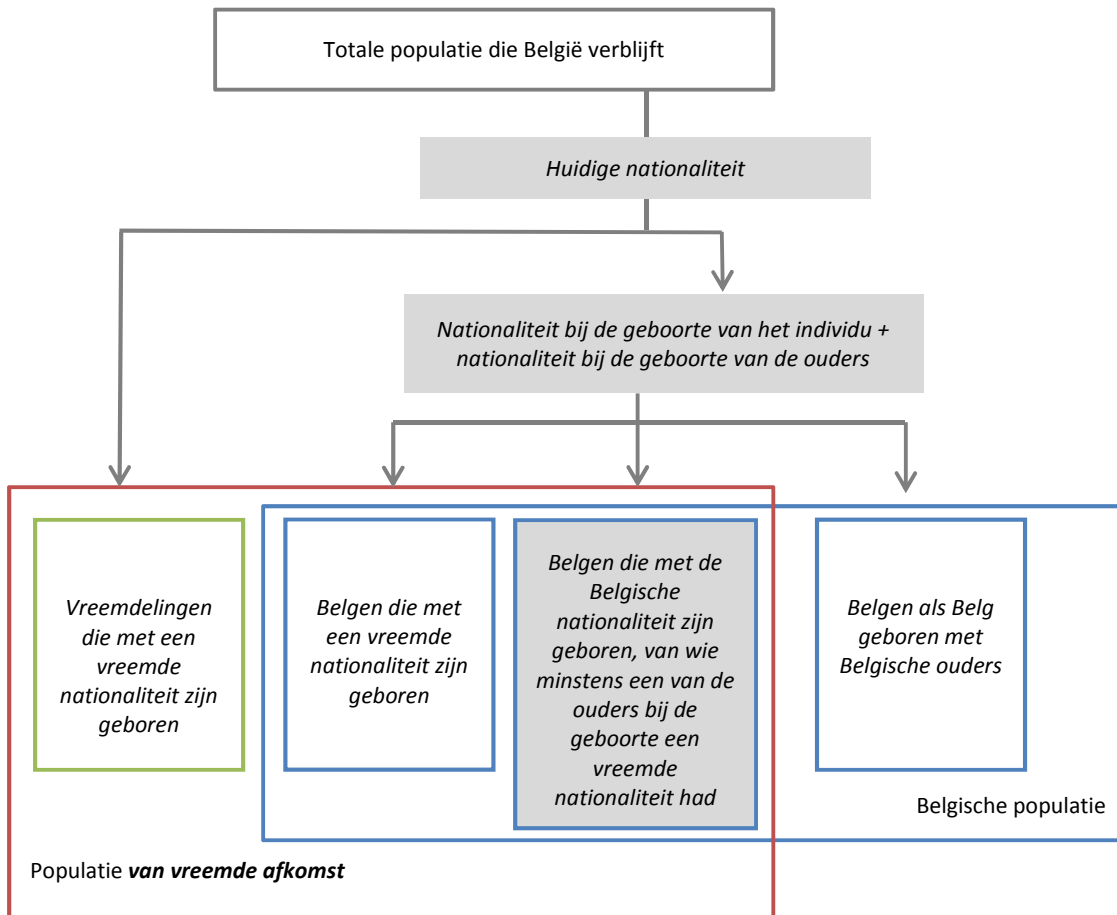 Totale populatie die België verblijft
Huidige nationaliteit
Nationaliteit bij de geboorte van het individu +
nationaliteit bij de geboorte van de ouders
Vreemdelingen
die met een
vreemde
nationaliteit zijn
geboren
Belgen die met
een vreemde
nationaliteit zijn
geboren
Belgen die met de
Belgische
nationaliteit zijn
geboren, van wie
minstens een van de
ouders bij de
geboorte een
vreemde
nationaliteit had
Belgen als Belg
geboren met
Belgische ouders
Belgische populatie
Populatie van vreemde afkomst